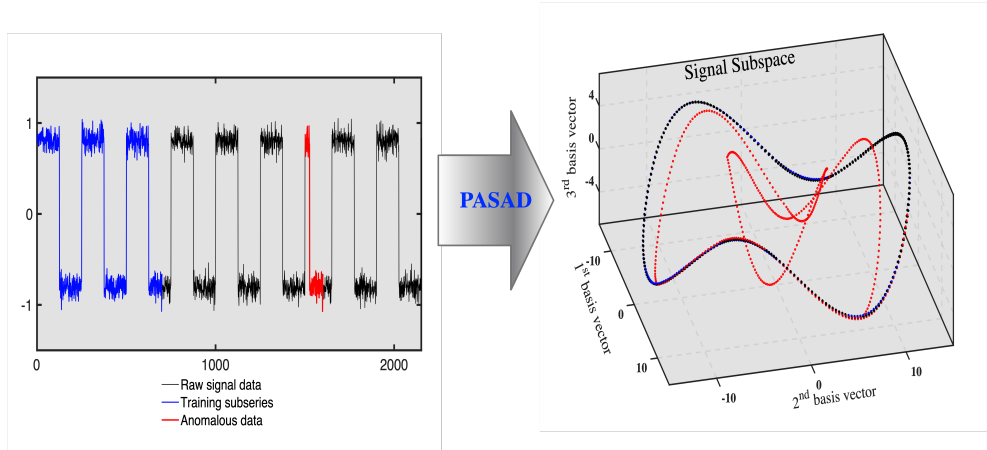 1
0
-1
0
1000
2000
Raw signal data
Training subseries
Anomalous data
PASAD
Signal Subspace
4
0
-4
3rd basis vector
-10
0
10
1st basis vector
-10
0
10
2nd basis vector